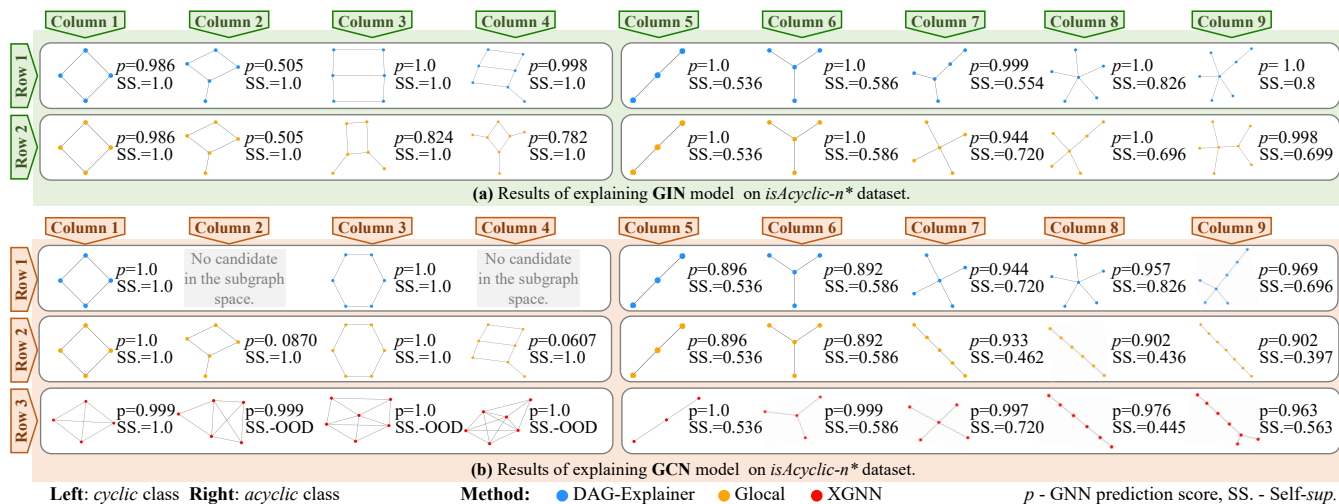 Column 1 Column 2 Column 3 Column 4 Column 5 Column 6 Column 7 Column 8 Column 9
Row 1
p=0.986 p=0.505 p=1.0 p=0.998 p=1.0 p=1.0 p=0.999 p=1.0 p= 1.0
SS.=1.0 SS.=1.0 SS.=1.0 SS.=1.0 SS.=0.536 SS.=0.586 SS.=0.554 SS.=0.826 SS.=0.8
Row 2
p=0.986 p=0.505 p=0.824 p=0.782 p=1.0 p=1.0 p=0.944 p=1.0 p=0.998
SS.=1.0 SS.=1.0 SS.=1.0 SS.=1.0 SS.=0.536 SS.=0.586 SS.=0.720 SS.=0.696 SS.=0.699
(a) Results of explaining GIN model on isAcyclic-n* dataset.
Column 1 Column 2 Column 3 Column 4 Column 5 Column 6 Column 7 Column 8 Column 9
Row 1
No candidate No candidate
p=1.0 in the subgraph p=1.0 in the subgraph p=0.896 p=0.892 p=0.944 p=0.957 p=0.969
SS.=1.0 space. SS.=1.0 space. SS.=0.536 SS.=0.586 SS.=0.720 SS.=0.826 SS.=0.696
Row 2
p=1.0 p=0. 0870 p=1.0 p=0.0607 p=0.896 p=0.892 p=0.933 p=0.902 p=0.902
SS.=1.0 SS.=1.0 SS.=1.0 SS.=1.0 SS.=0.536 SS.=0.586 SS.=0.462 SS.=0.436 SS.=0.397
Row 3
p=0.999 p=0.999 p=1.0 p=1.0 p=1.0 p=0.999 p=0.997 p=0.976 p=0.963
SS.=1.0 SS.-OOD SS.-OOD SS.-OOD SS.=0.536 SS.=0.586 SS.=0.720 SS.=0.445 SS.=0.563
(b) Results of explaining GCN model on isAcyclic-n* dataset.
Left: cyclic class Right: acyclic class Method: DAG-Explainer Glocal XGNN p - GNN prediction score, SS. - Self-sup.